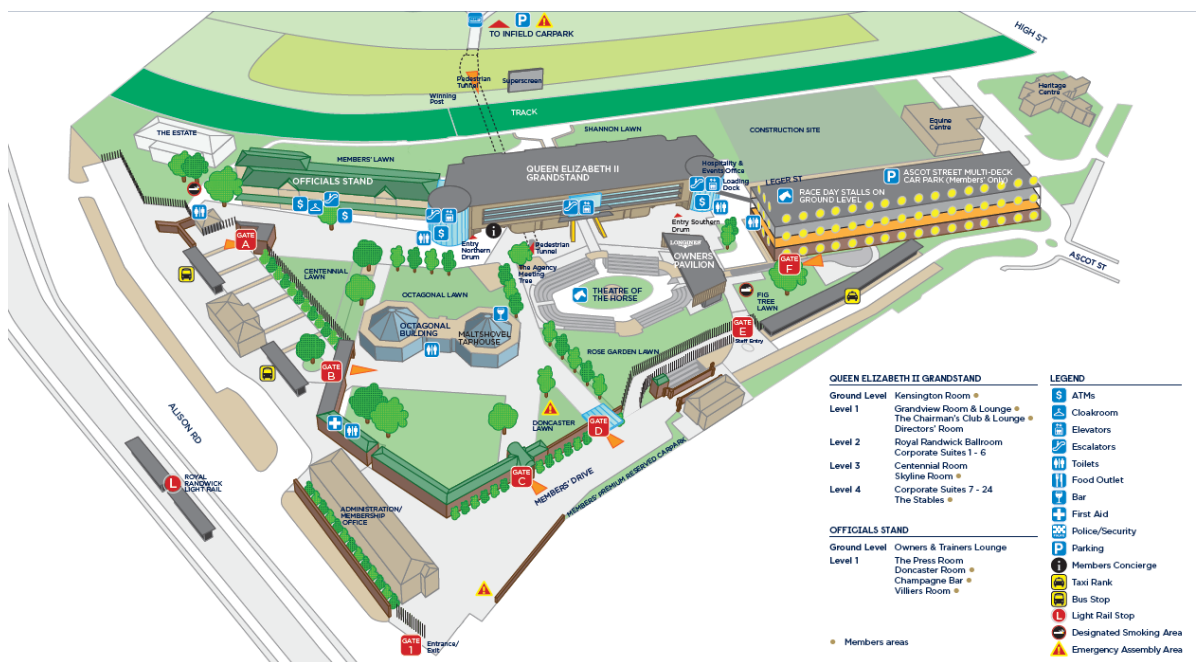 P
TO INFIELD CARPARK
HIGH ST
Pedestrian
Tunnel
Superscreen
Winning
Post
TRACK
Heritage
Centre
Equine
Centre
THE ESTATE
SHANNON LAWN
CONSTRUCTION SITE
MEMBERS' LAWN
OFFICIALS STAND
QUEEN ELIZABETH II
GRANDSTAND
Hospitality &
Events Office
Loading
Dock
LEGER ST
P
ASCOT STREET MULTI-DECK
CAR PARK (Members' Only)
RACE DAY STALLS ON
GROUND LEVEL
$
$
$
$
i
Entry
Northern
Drum
Pedestrian
Tunnel
The Agency
Meeting
Tree
Entry Southern
Drum
LONGINES
OWNERS
PAVILION
GATE
A
GATE
F
ASCOT ST
CENTENNIAL
LAWN
OCTAGONAL LAWN
THEATRE OF
THE HORSE
FIG
TREE
LAWN
OCTAGONAL
BUILDING
MALTSHOVEL
TAPHOUSE
GATE
E
Staff Entry
ROSE GARDEN LAWN
GATE
B
ALISON RD
DONCASTER
LAWN
GATE
D
GATE
C
MEMBERS' DRIVE
MEMBERS' PREMIUM RESERVED CARPARK
L
ROYAL
RANDWICK
LIGHT RAIL
ADMINISTRATION/
MEMBERSHIP
OFFICE
GATE
1
Entrance/
Exit
QUEEN ELIZABETH II GRANDSTAND
Ground Level Kensington Room
Level 1 Grandview Room & Lounge
The Chairman's Club & Lounge
Directors' Room
Level 2 Royal Randwick Ballroom
Corporate Suites 1 - 6
Level 3 Centennial Room
Skyline Room
Level 4 Corporate Suites 7 - 24
The Stables
OFFICIALS STAND
Ground Level Owners & Trainers Lounge
Level 1 The Press Room
Doncaster Room
Champagne Bar
Villiers Room
Members areas
LEGEND
$ ATMs
Cloakroom
Elevators
Escalators
Toilets
Food Outlet
Bar
First Aid
Police/Security
P Parking
i Members Concierge
Taxi Rank
Bus Stop
L Light Rail Stop
Designated Smoking Area
Emergency Assembly Area